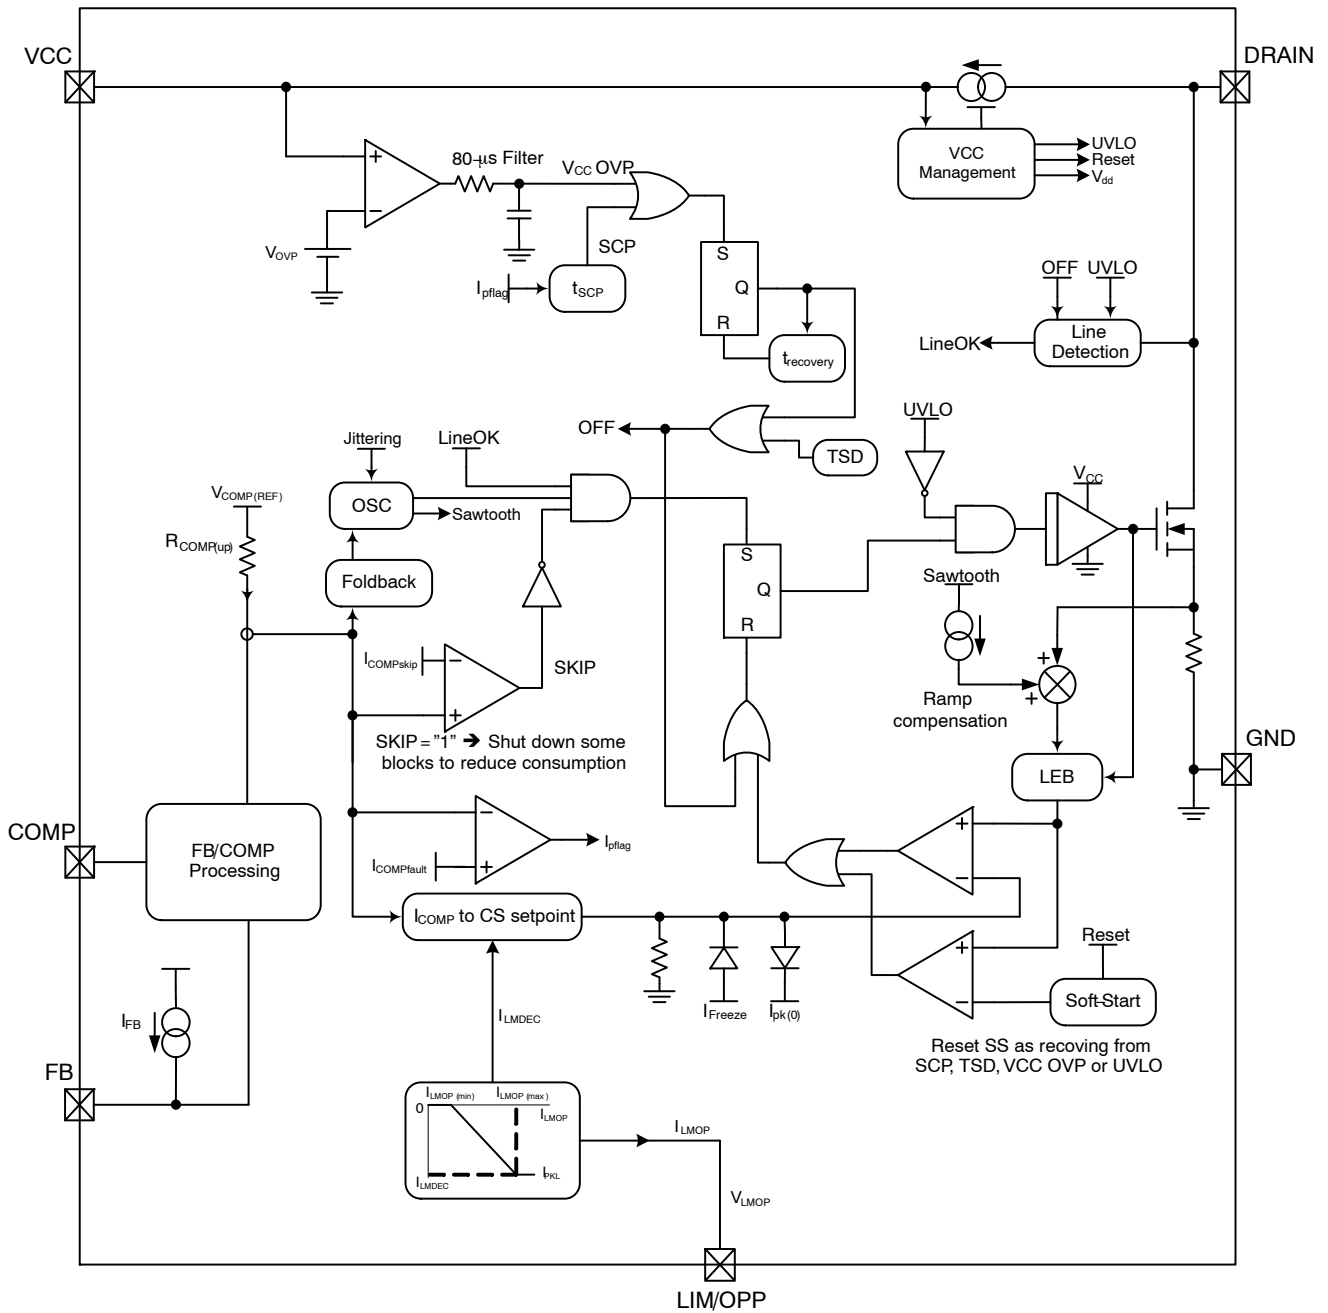 VCC
DRAIN
80-μs Filter
VCC OVP
VCC
Management
UVLO
Reset
Vdd
+
−
VOVP
SCP
Ipflag
tSCP
S
Q
R
trecovery
OFF UVLO
LineOK
Line
Detection
UVLO
Jittering
LineOK
OFF
TSD
VCC
VCOMP(REF)
OSC
Sawtooth
RCOMP(up)
Foldback
S
Q
R
Sawtooth
ICOMPskip
−
+
SKIP
+
+
Ramp
compensation
SKIP = ”1” ➔ Shut down some
blocks to reduce consumption
GND
LEB
COMP
FB/COMP
Processing
−
+
Ipflag
ICOMPfault
+
−
ICOMP to CS setpoint
+
−
Reset
Soft-Start
IFreeze
Ipk(0)
IFB
ILMDEC
Reset SS as recoving from
SCP, TSD, VCC OVP or UVLO
FB
ILMOP (min)
ILMOP (max)
0
ILMOP
IPKL
ILMDEC
ILMOP
VLMOP
LIM/OPP